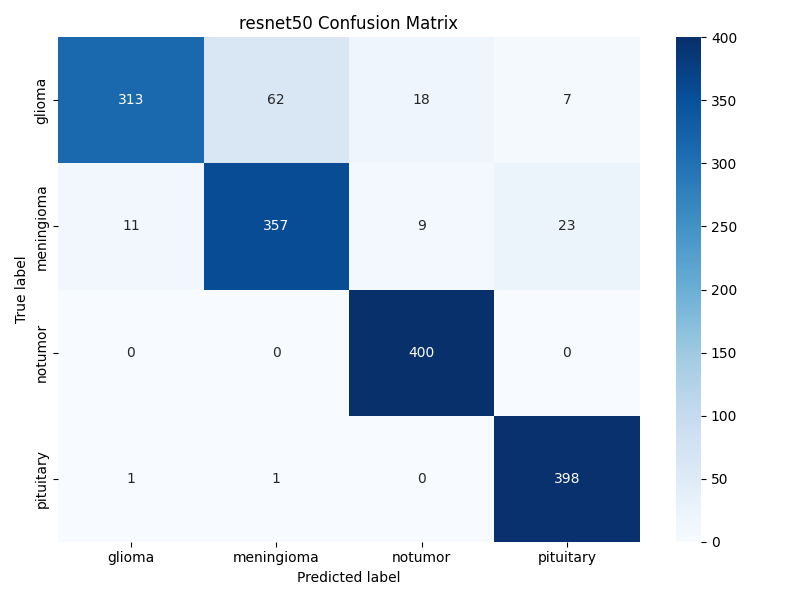 resnet50 Confusion Matrix
True label
glioma 313 62 18 7
meningioma 11 357 9 23
notumor 0 0 400 0
pituitary 1 1 0 398
glioma meningioma notumor pituitary
Predicted label
400
350
300
250
200
150
100
50
0